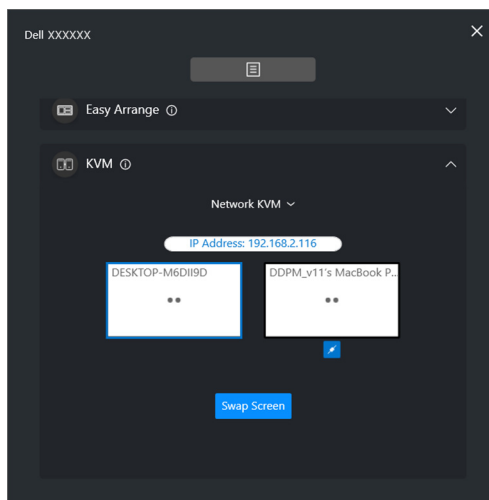 Dell XXXXXX
Easy Arrange
KVM
Network KVM
IP Address: 192.168.2.116
DESKTOP-M6DII9D
DDPM_v11's MacBook P..
Swap Screen